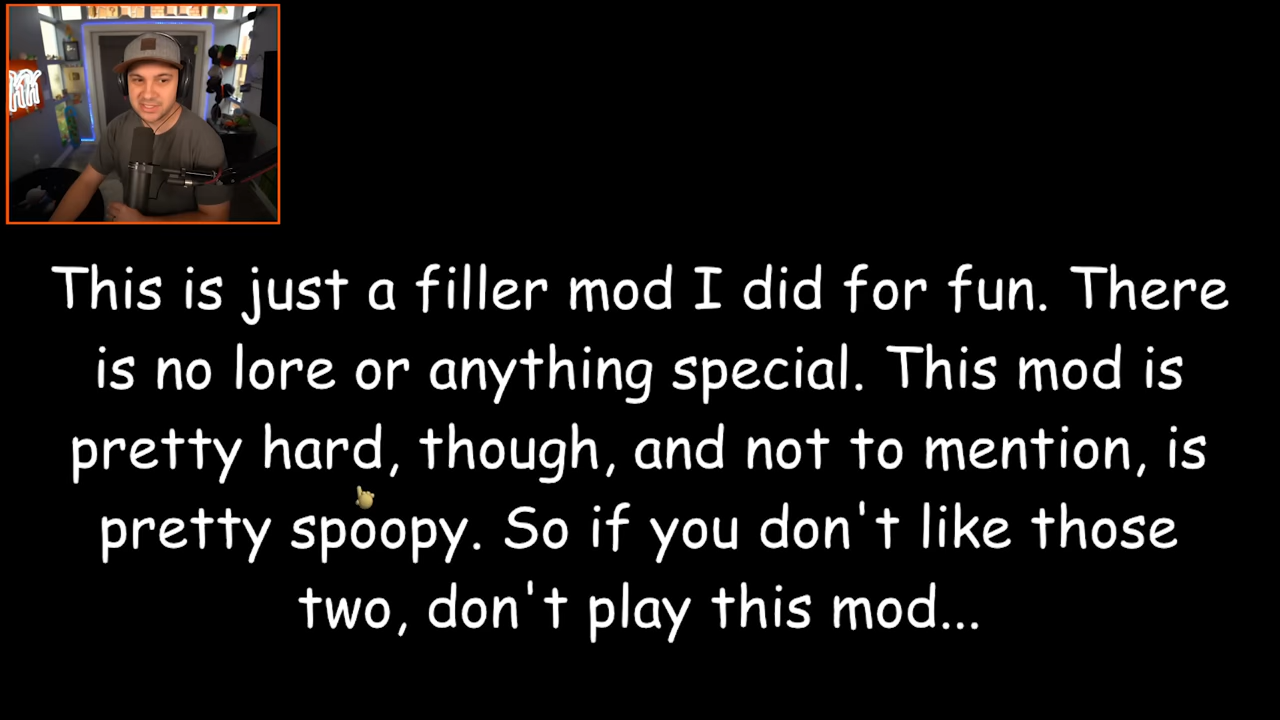 This is just a filler mod I did for fun. There
is no lore or anything special. This mod is
pretty hard, though, and not to mention, is
pretty spoopy. So if you don't like those
two, don't play this mod...